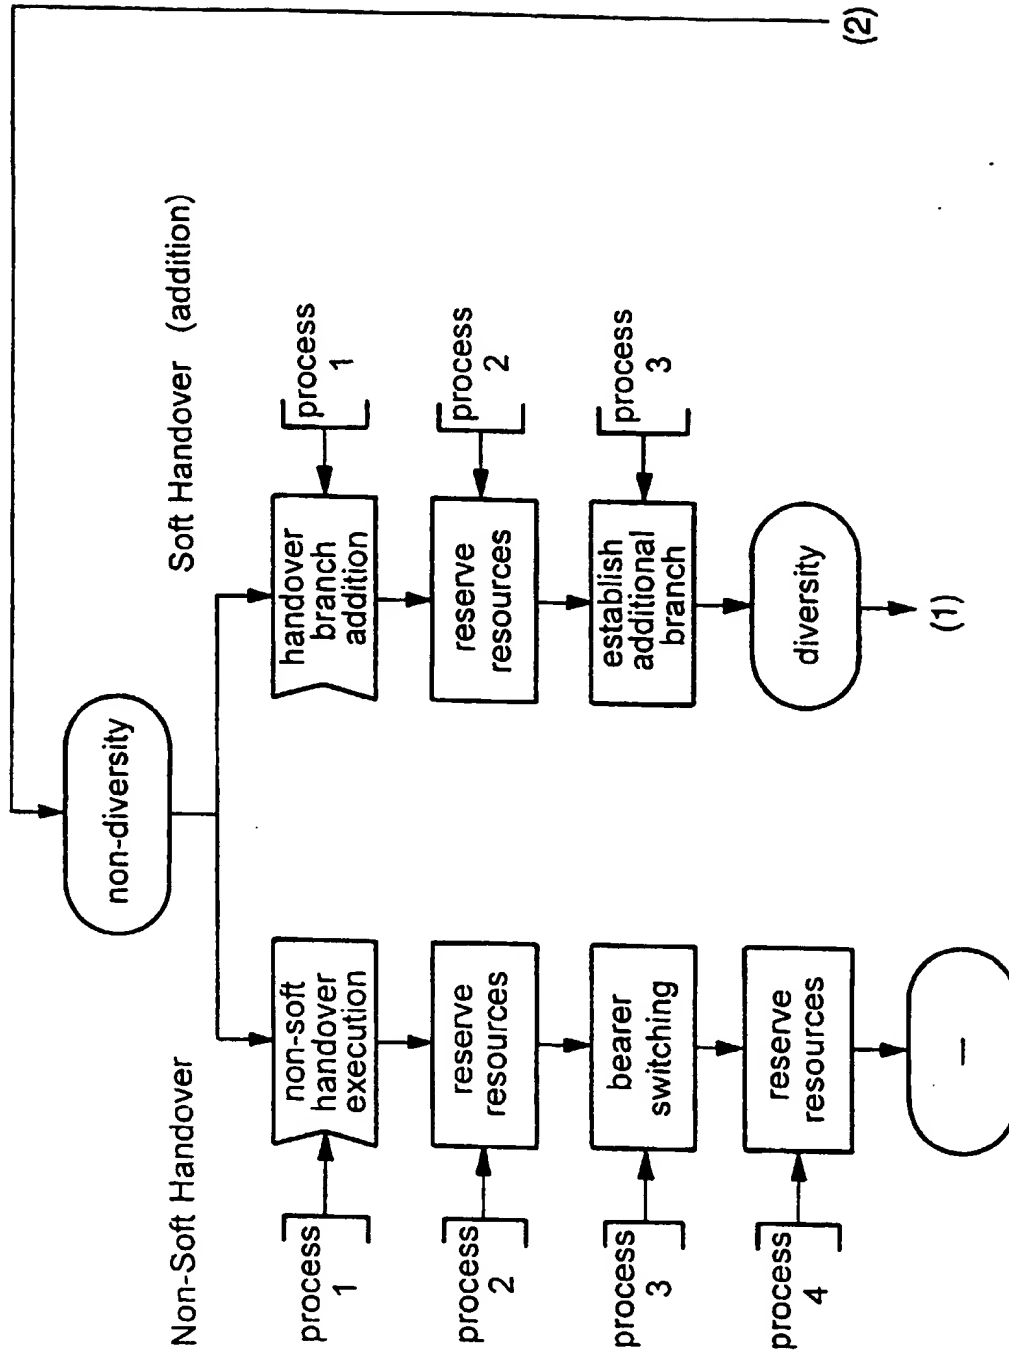 (2)
non-diversity
Non-Soft Handover
process
1
non-soft
handover
execution
process
2
reserve
resources
process
3
bearer
switching
process
4
reserve
resources
–
Soft Handover (addition)
handover
branch
addition
process
1
reserve
resources
process
2
establish
additional
branch
process
3
diversity
(1)